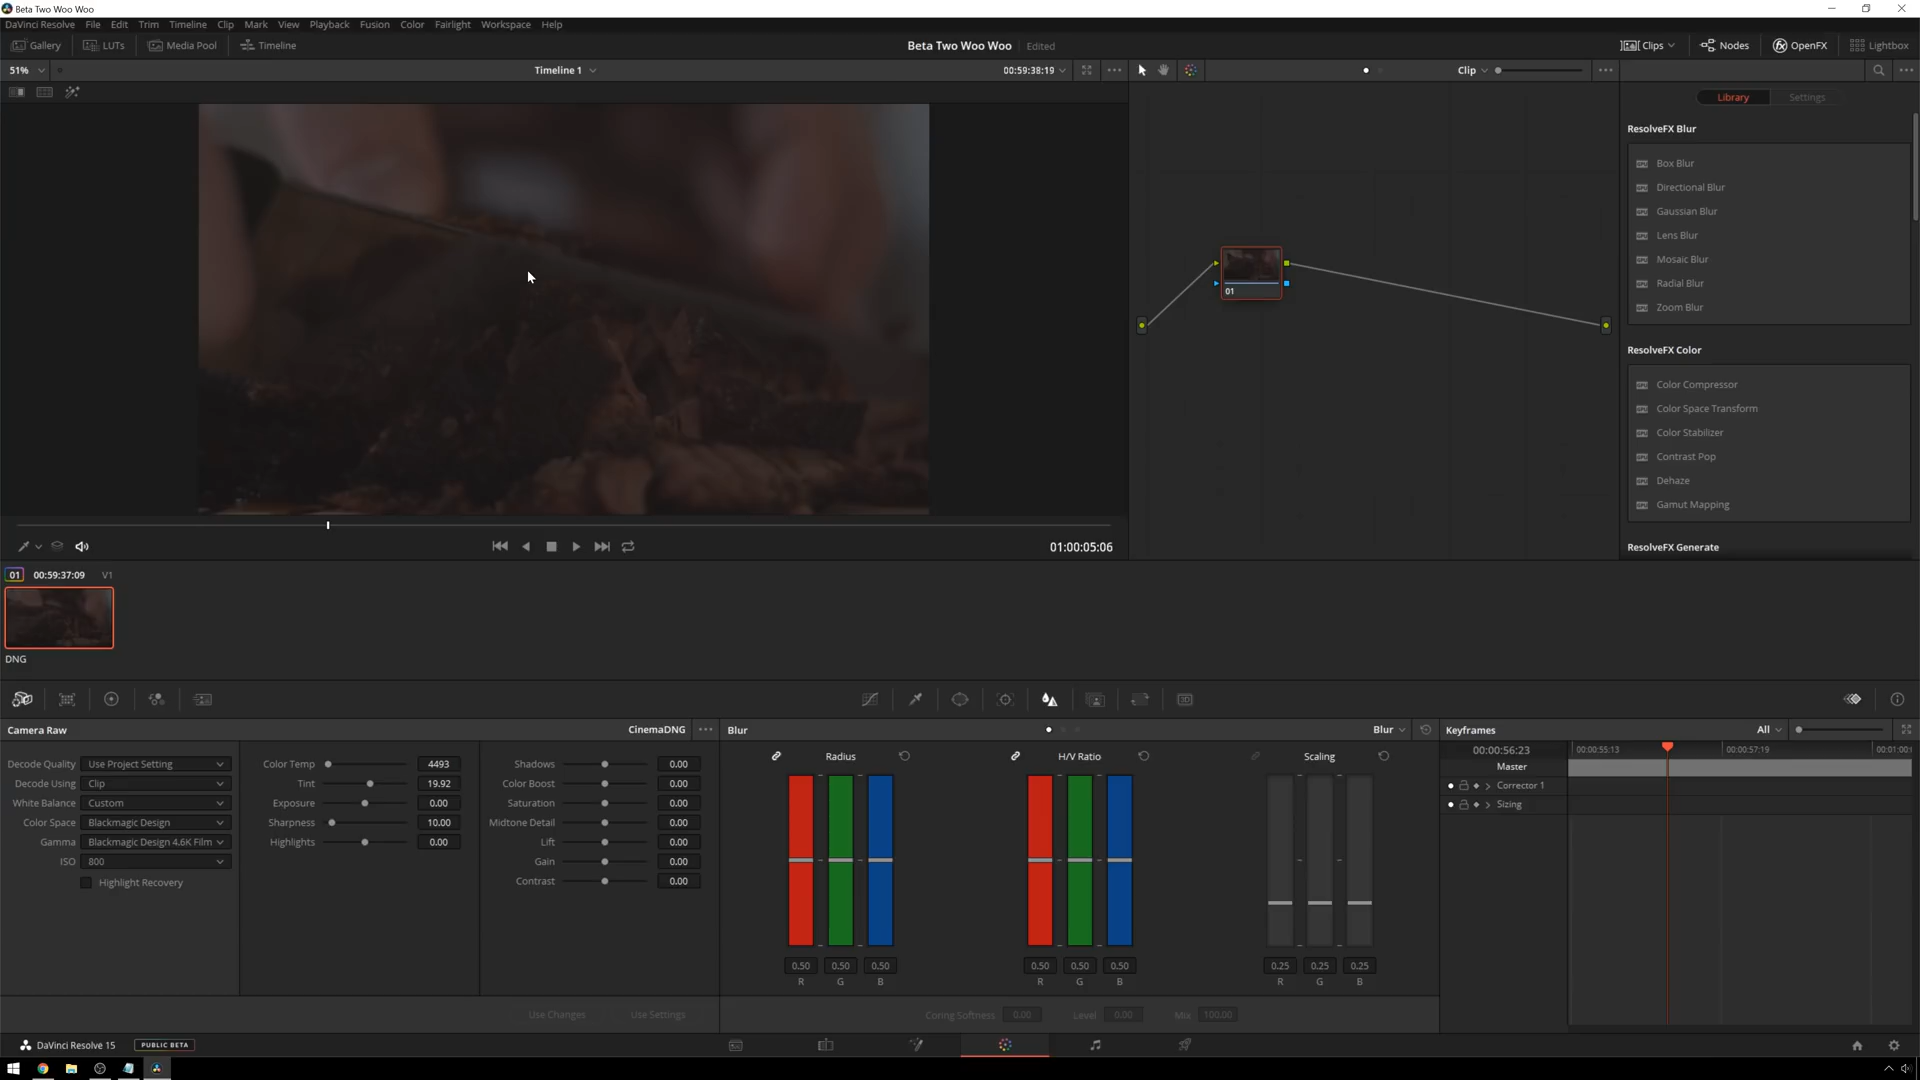 Beta Two Woo Woo
DaVinci Resolve File Edit Trim Timeline Clip Mark View Playback Fusion Color Fairlight Workspace Help
Gallery LUTs Media Pool Timeline Beta Two Woo Woo Edited Clips Nodes OpenFX Lightbox
51% Timeline 1 00:59:38:19 Clip
Library Settings
ResolveFX Blur
Box Blur
Directional Blur
Gaussian Blur
Lens Blur
Mosaic Blur
Radial Blur
Zoom Blur
01
ResolveFX Color
Color Compressor
Color Space Transform
Color Stabilizer
Contrast Pop
Dehaze
Gamut Mapping
ResolveFX Generate
01:00:05:06
01 00:59:37:09 V1
DNG
Camera Raw CinemaDNG
Decode Quality Use Project Setting
Decode Using Clip
White Balance Custom
Color Space Blackmagic Design
Gamma Blackmagic Design 4.6K Film
ISO 800
Highlight Recovery
Color Temp 4493
Tint 19.92
Exposure 0.00
Sharpness 10.00
Highlights 0.00
Shadows 0.00
Color Boost 0.00
Saturation 0.00
Midtone Detail 0.00
Lift 0.00
Gain 0.00
Contrast 0.00
Use Changes Use Settings
Blur Blur
Radius H/V Ratio Scaling
0.50 0.50 0.50 0.50 0.50 0.50 0.25 0.25 0.25
R G B R G B R G B
Coring Softness 0.00 Level 0.00 Mix 100.00
Keyframes All
00:00:56:23 00:00:55:13 00:00:57:19 00:01:00:
Master
Corrector 1
Sizing
DaVinci Resolve 15 PUBLIC BETA